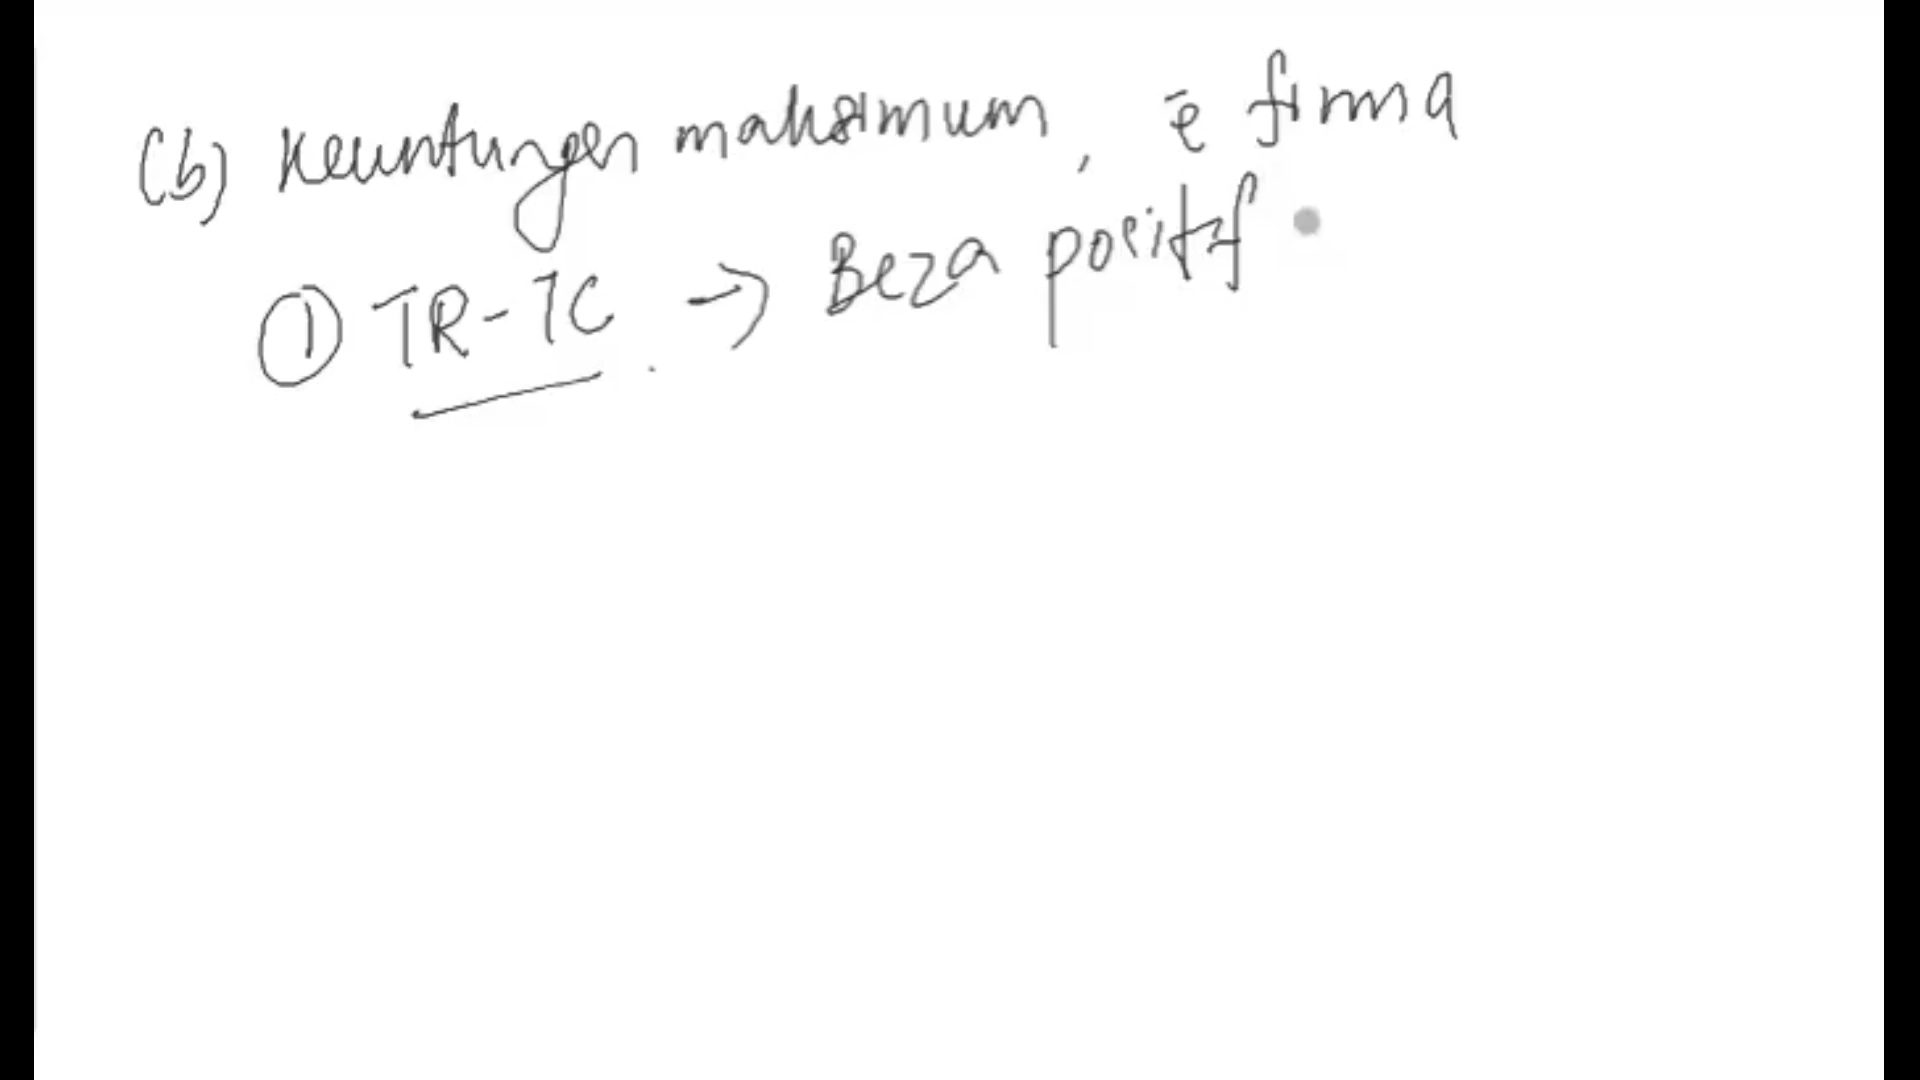 (b) Keuntungan maksimum, ē firma
① TR-TC → Beza positif